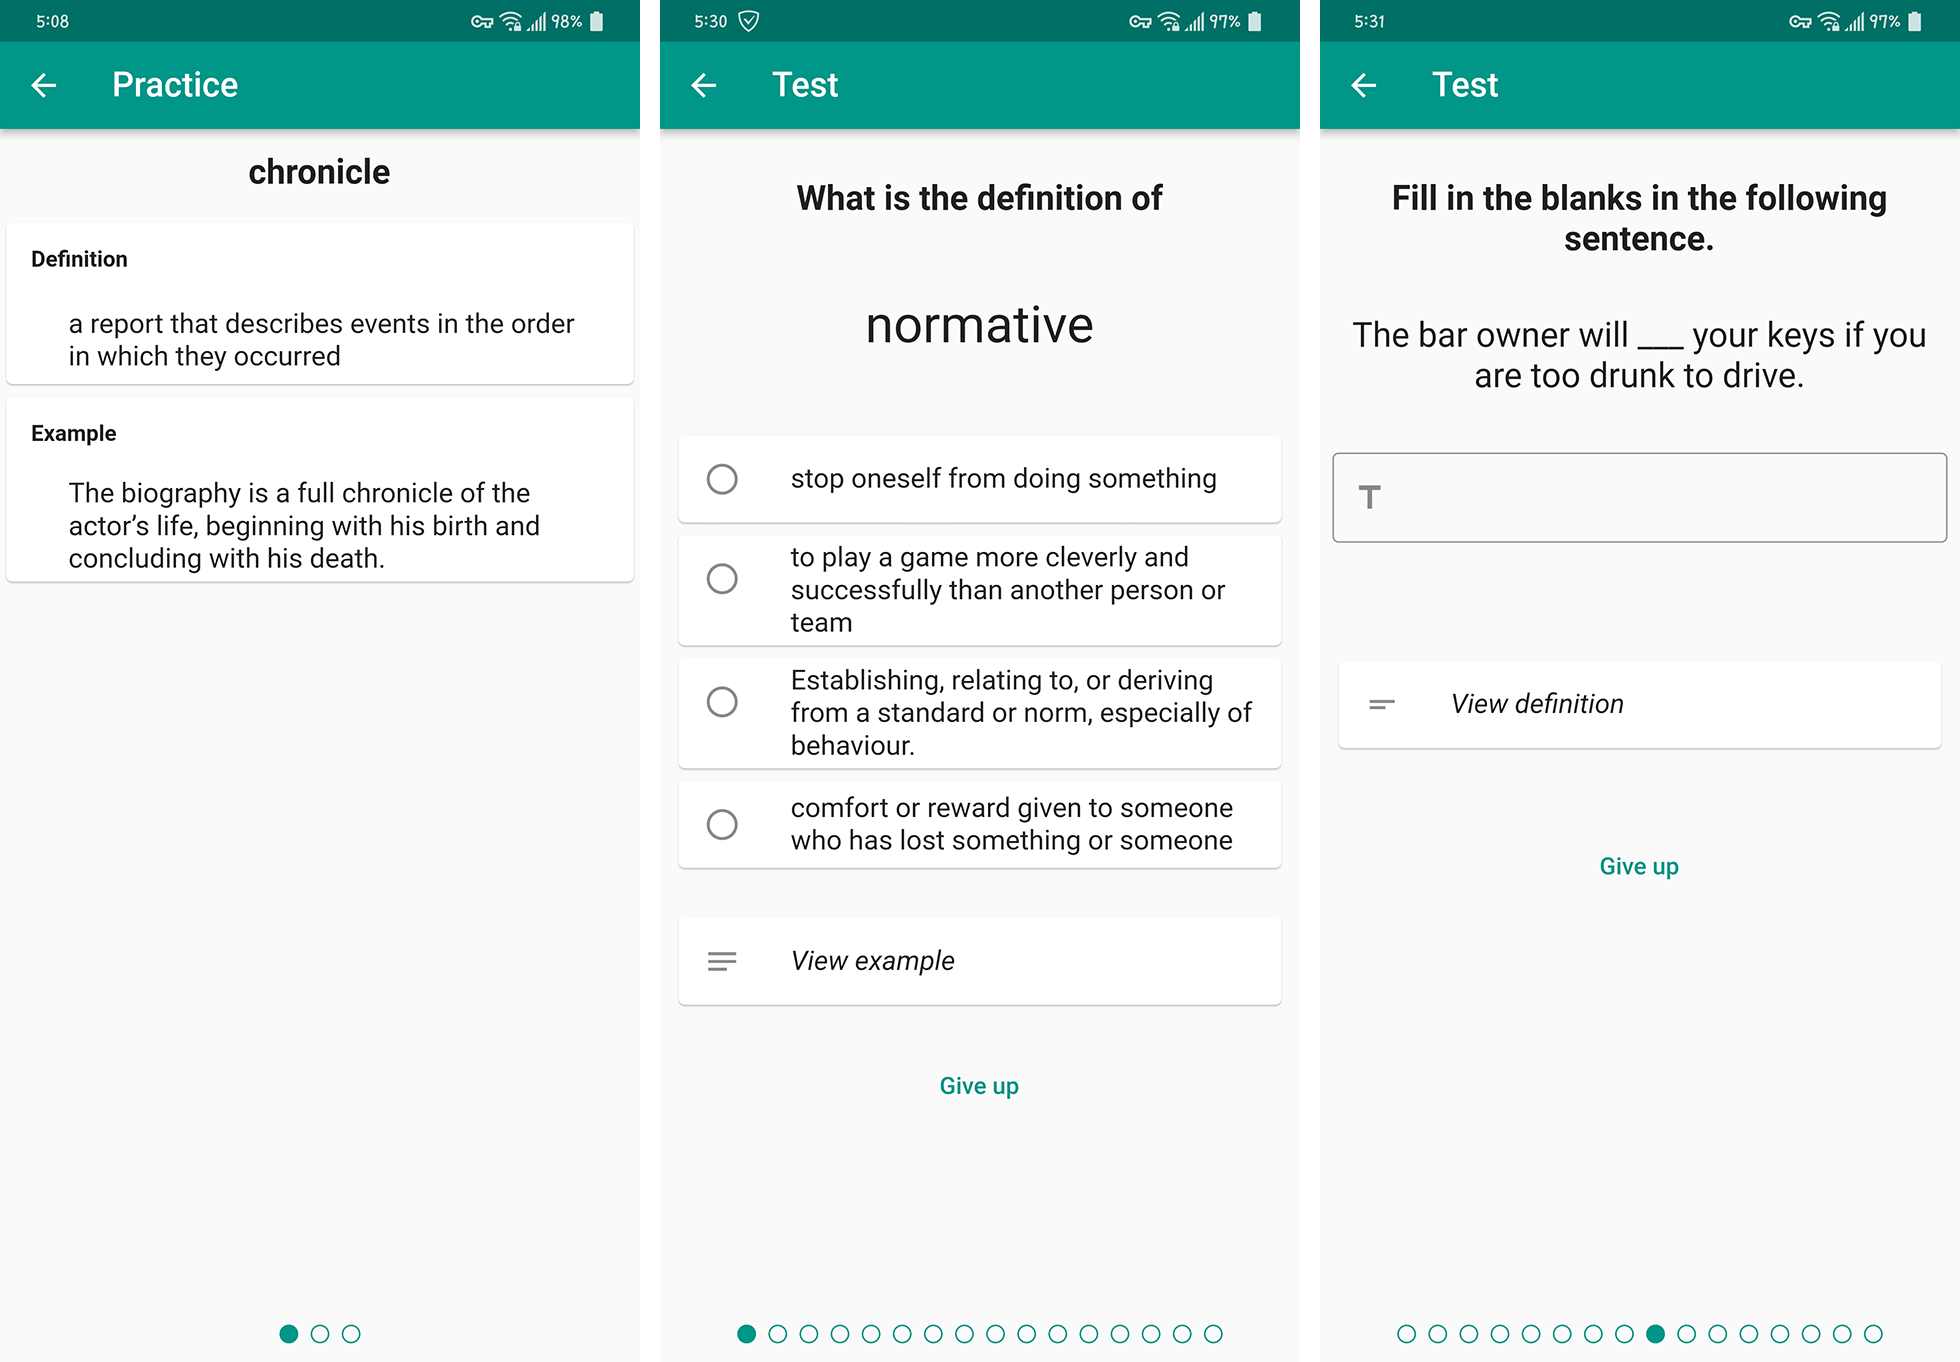 5:08
98%
Practice
chronicle
Definition
a report that describes events in the order
in which they occurred
Example
The biography is a full chronicle of the
actor’s life, beginning with his birth and
concluding with his death.
5:30
97%
Test
What is the definition of
normative
stop oneself from doing something
to play a game more cleverly and
successfully than another person or
team
Establishing, relating to, or deriving
from a standard or norm, especially of
behaviour.
comfort or reward given to someone
who has lost something or someone
View example
Give up
5:31
97%
Test
Fill in the blanks in the following
sentence.
The bar owner will ___ your keys if you
are too drunk to drive.
T
View definition
Give up